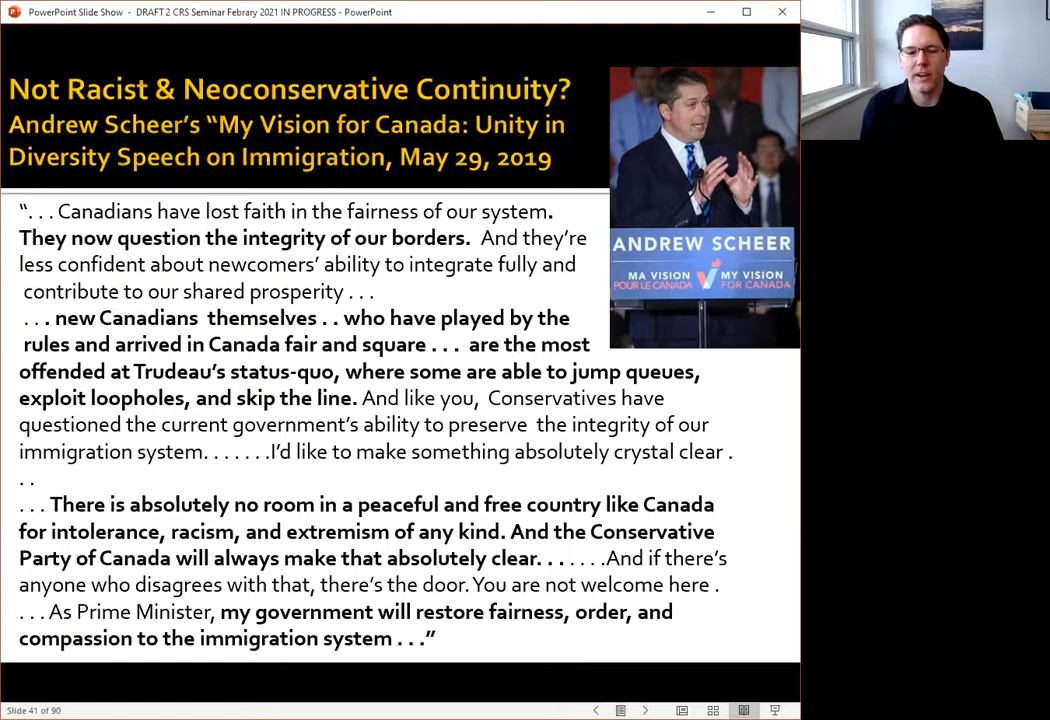 PowerPoint Slide Show - DRAFT 2 CRS Seminar Febrary 2021 IN PROGRESS - PowerPoint
Not Racist & Neoconservative Continuity?
Andrew Scheer's “My Vision for Canada: Unity in
Diversity Speech on Immigration, May 29, 2019
ANDREW SCHEER
MA VISION MY VISION
POUR LE CANADA FOR CANADA
“. . . Canadians have lost faith in the fairness of our system.
They now question the integrity of our borders. And they're
less confident about newcomers' ability to integrate fully and
contribute to our shared prosperity . . .
. . . new Canadians themselves . . who have played by the
rules and arrived in Canada fair and square . . . are the most
offended at Trudeau's status-quo, where some are able to jump queues,
exploit loopholes, and skip the line. And like you, Conservatives have
questioned the current government's ability to preserve the integrity of our
immigration system. . . . . . .I'd like to make something absolutely crystal clear .
. .
. . . There is absolutely no room in a peaceful and free country like Canada
for intolerance, racism, and extremism of any kind. And the Conservative
Party of Canada will always make that absolutely clear. . . . . . .And if there's
anyone who disagrees with that, there's the door. You are not welcome here .
. . . As Prime Minister, my government will restore fairness, order, and
compassion to the immigration system . . .”
Slide 41 of 90